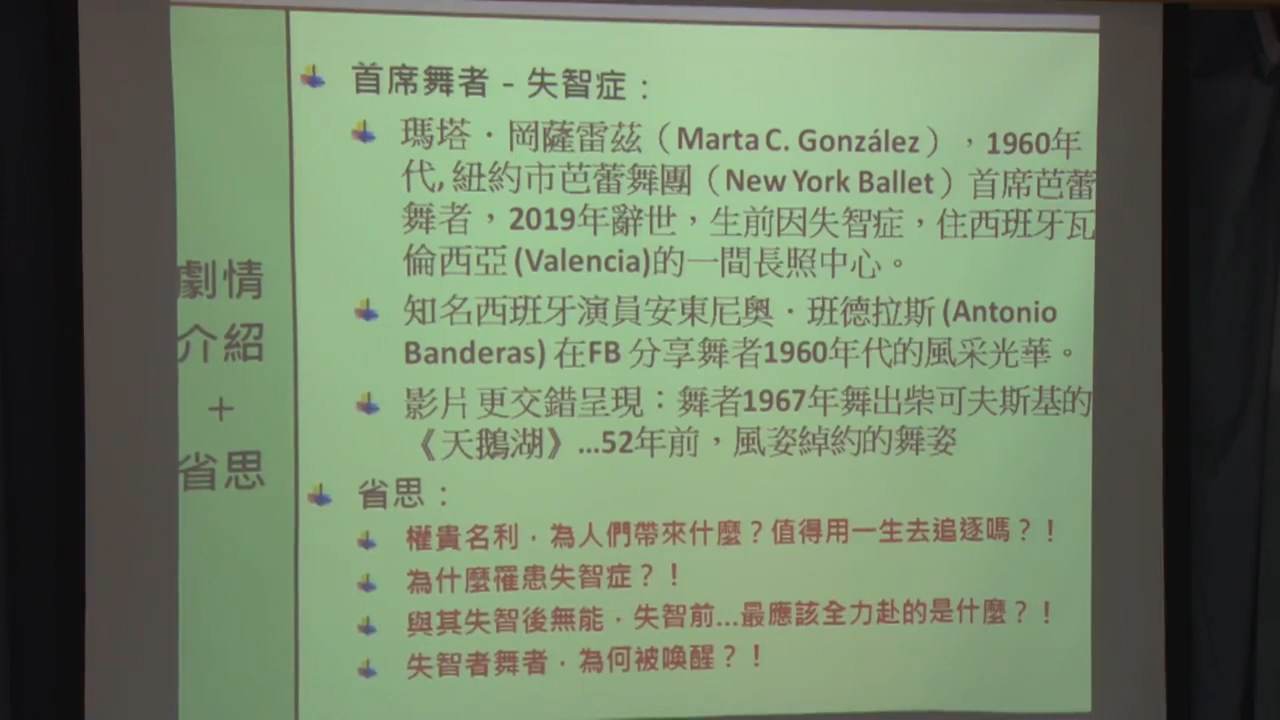 劇情
介紹
+
省思
首席舞者 - 失智症：
瑪塔．岡薩雷茲（Marta C. González），1960年
代, 紐約市芭蕾舞團（New York Ballet）首席芭蕾
舞者，2019年辭世，生前因失智症，住西班牙瓦
倫西亞 (Valencia)的一間長照中心。
知名西班牙演員安東尼奧．班德拉斯 (Antonio
Banderas) 在FB 分享舞者1960年代的風采光華。
影片 更交錯呈現：舞者1967年舞出柴可夫斯基的
《天鵝湖》...52年前，風姿綽約的舞姿
省思：
權貴名利．為人們帶來什麼？值得用一生去追逐嗎？！
為什麼罹患失智症？！
與其失智後無能．失智前...最應該全力赴的是什麼？！
失智者舞者．為何被喚醒？！